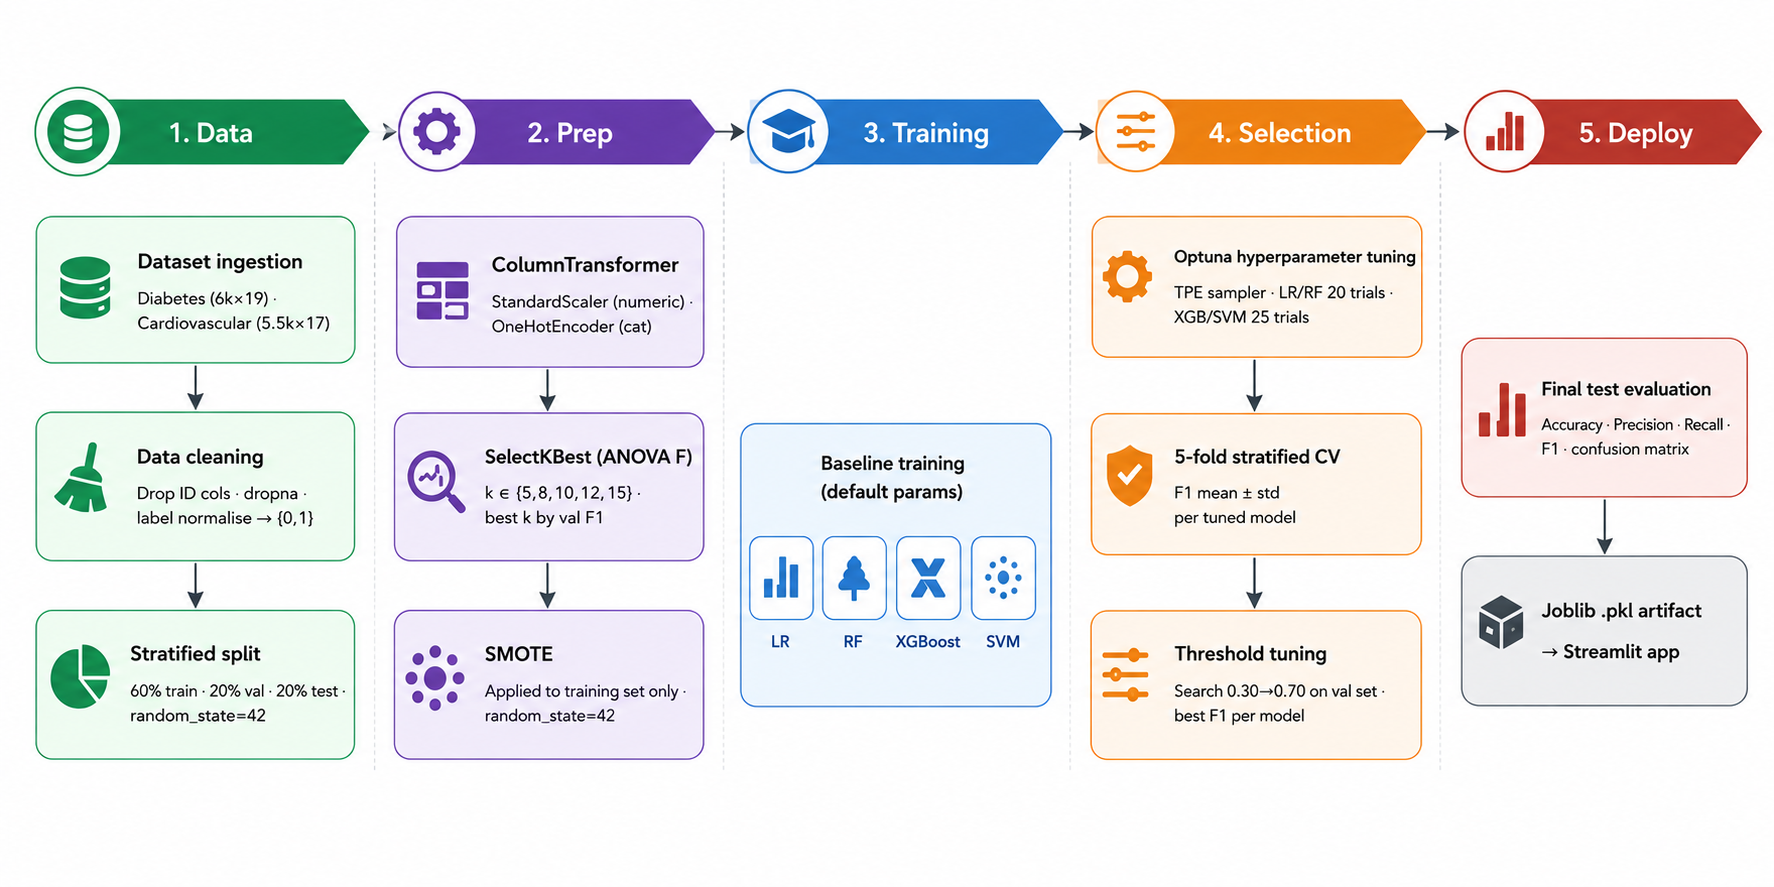 1. Data
2. Prep
3. Training
4. Selection
5. Deploy
Dataset ingestion
Diabetes (6k×19) ·
Cardiovascular (5.5k×17)
Data cleaning
Drop ID cols · dropna ·
label normalise → {0,1}
Stratified split
60% train · 20% val · 20% test ·
random_state=42
ColumnTransformer
StandardScaler (numeric) ·
OneHotEncoder (cat)
SelectKBest (ANOVA F)
k ∈ {5,8,10,12,15} ·
best k by val F1
SMOTE
Applied to training set only ·
random_state=42
Baseline training
(default params)
LR
RF
XGBoost
SVM
Optuna hyperparameter tuning
TPE sampler · LR/RF 20 trials ·
XGB/SVM 25 trials
5-fold stratified CV
F1 mean ± std
per tuned model
Threshold tuning
Search 0.30→0.70 on val set ·
best F1 per model
Final test evaluation
Accuracy · Precision · Recall ·
F1 · confusion matrix
Joblib .pkl artifact
→ Streamlit app